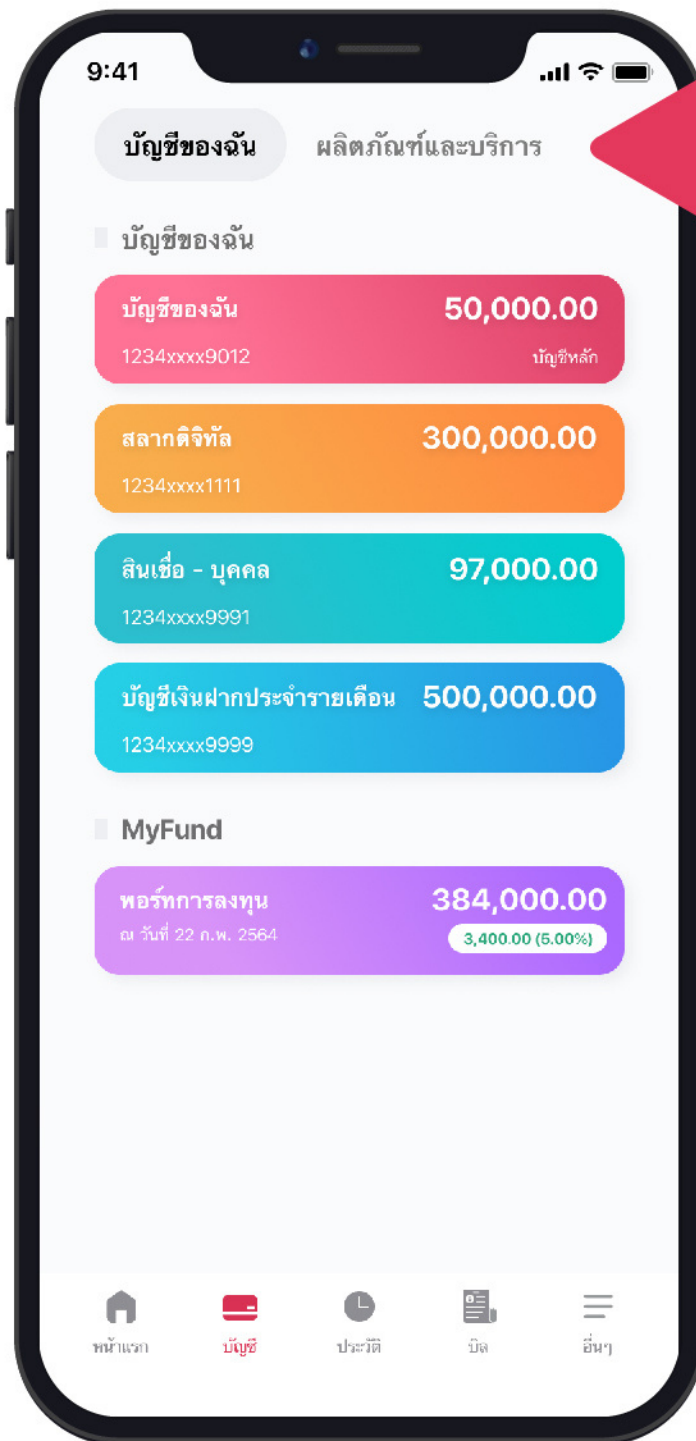 9:41
บัญชีของฉัน ผลิตภัณฑ์และบริการ
บัญชีของฉัน
บัญชีของฉัน 50,000.00
1234xxxx9012 บัญชีหลัก
สลากดิจิทัล 300,000.00
1234xxxx1111
สินเชื่อ - บุคคล 97,000.00
1234xxxx9991
บัญชีเงินฝากประจำรายเดือน 500,000.00
1234xxxx9999
MyFund
พอร์ทการลงทุน 384,000.00
ณ วันที่ 22 ก.พ. 2564 3,400.00 (5.00%)
หน้าแรก บัญชี ประวัติ บิล อื่นๆ